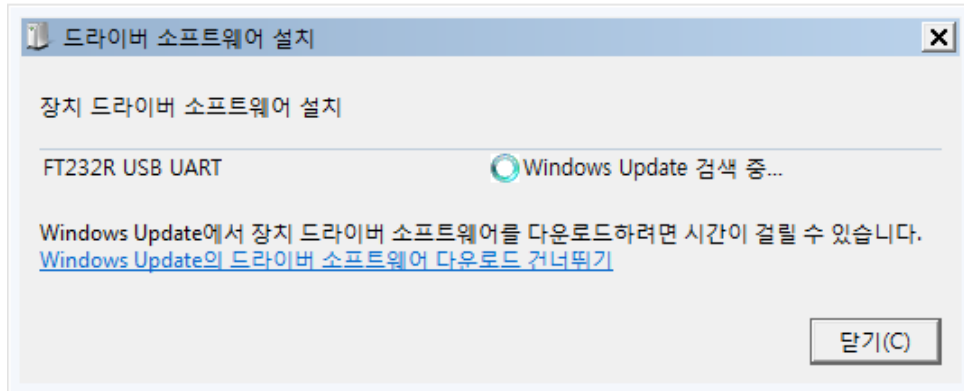 드라이버 소프트웨어 설치
장치 드라이버 소프트웨어 설치
FT232R USB UART Windows Update 검색 중...
Windows Update에서 장치 드라이버 소프트웨어를 다운로드하려면 시간이 걸릴 수 있습니다.
Windows Update의 드라이버 소프트웨어 다운로드 건너뛰기
닫기(C)